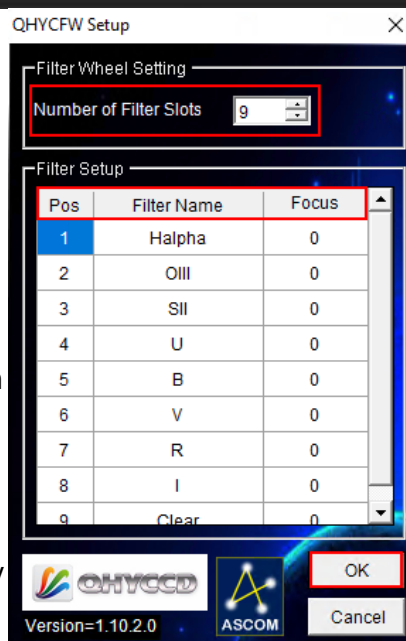 QHYCFW Setup
Filter Wheel Setting
Number of Filter Slots 9
Filter Setup
Pos Filter Name Focus
1 Halpha 0
2 OIII 0
3 SII 0
4 U 0
5 B 0
6 V 0
7 R 0
8 I 0
9 Clear 0
QHYCCD
ASCOM
OK
Version=1.10.2.0
Cancel